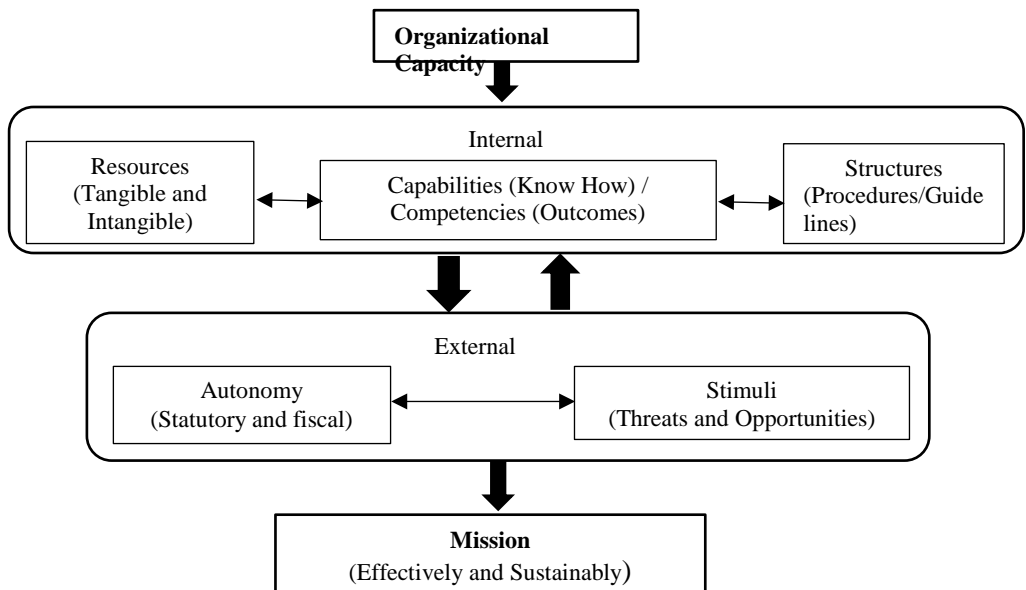 Organizational
Capacity
Internal
Resources
(Tangible and
Intangible)
Capabilities (Know How) /
Competencies (Outcomes)
Structures
(Procedures/Guide
lines)
External
Autonomy
(Statutory and fiscal)
Stimuli
(Threats and Opportunities)
Mission
(Effectively and Sustainably)